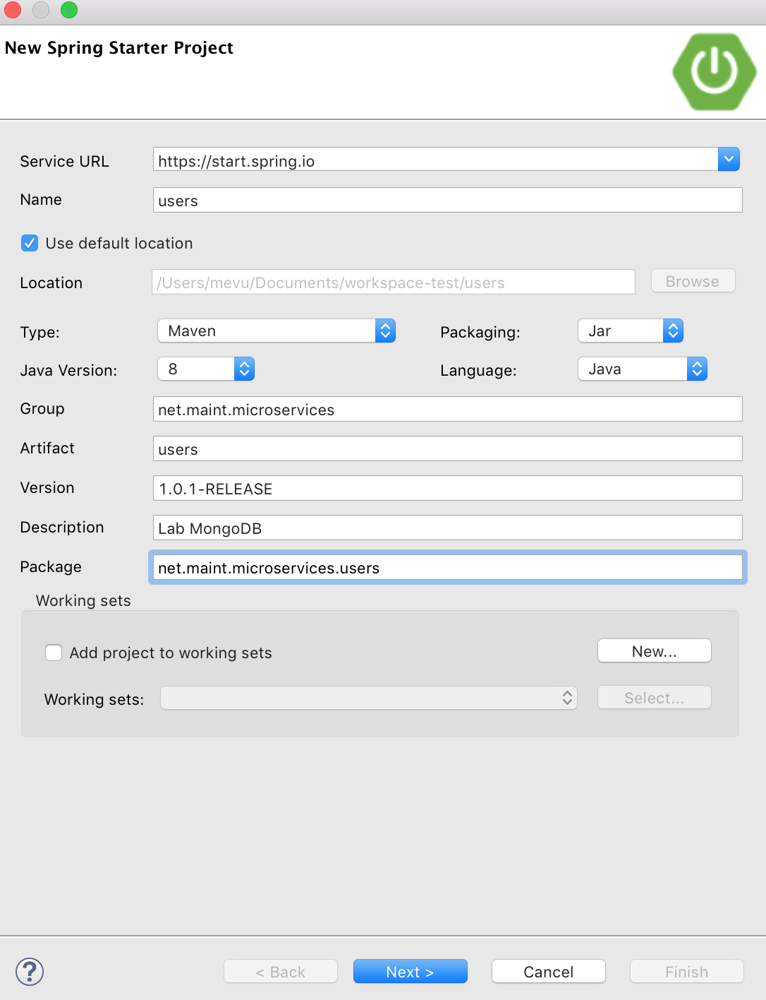 New Spring Starter Project
Service URL https://start.spring.io
Name users
Use default location
Location /Users/mevu/Documents/workspace-test/users Browse
Type: Maven Packaging: Jar
Java Version: 8 Language: Java
Group net.maint.microservices
Artifact users
Version 1.0.1-RELEASE
Description Lab MongoDB
Package net.maint.microservices.users
Working sets
Add project to working sets New...
Working sets: Select...
? < Back Next > Cancel Finish